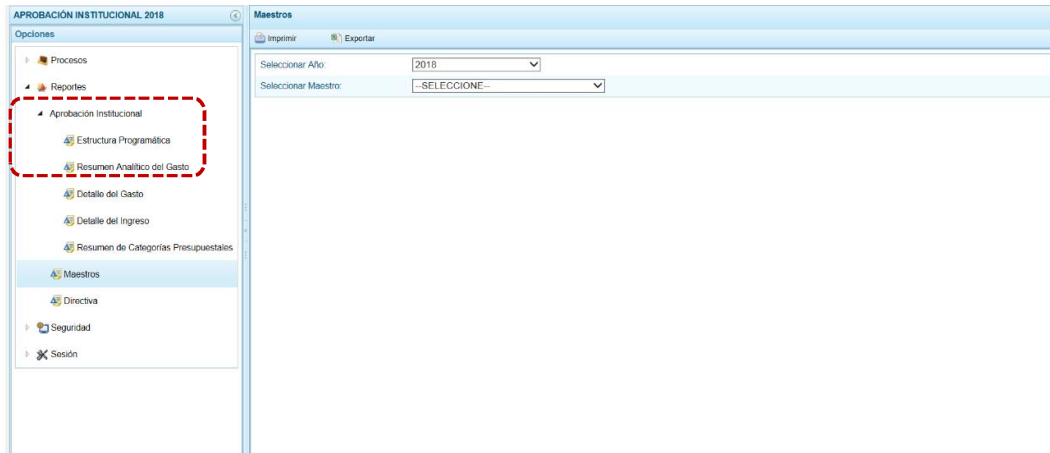 APROBACIÓN INSTITUCIONAL 2018
Opciones
Procesos
Reportes
Aprobación Institucional
Estructura Programática
Resumen Analítico del Gasto
Detalle del Gasto
Detalle del Ingreso
Resumen de Categorías Presupuestales
Maestros
Directiva
Seguridad
Sesión
Maestros
Imprimir Exportar
Seleccionar Año: 2018
Seleccionar Maestro: --SELECCIONE--